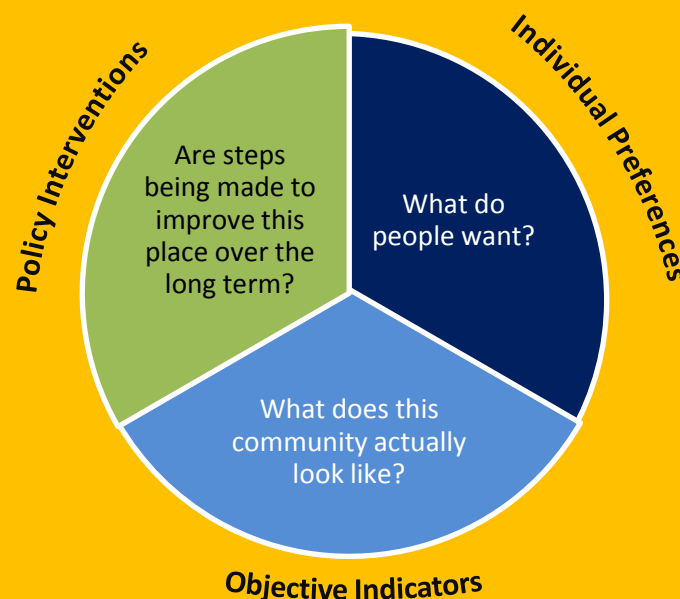 Policy Interventions
Individual Preferences
Are steps
being made to
improve this
place over the
long term?
What do
people want?
What does this
community actually
look like?
Objective Indicators